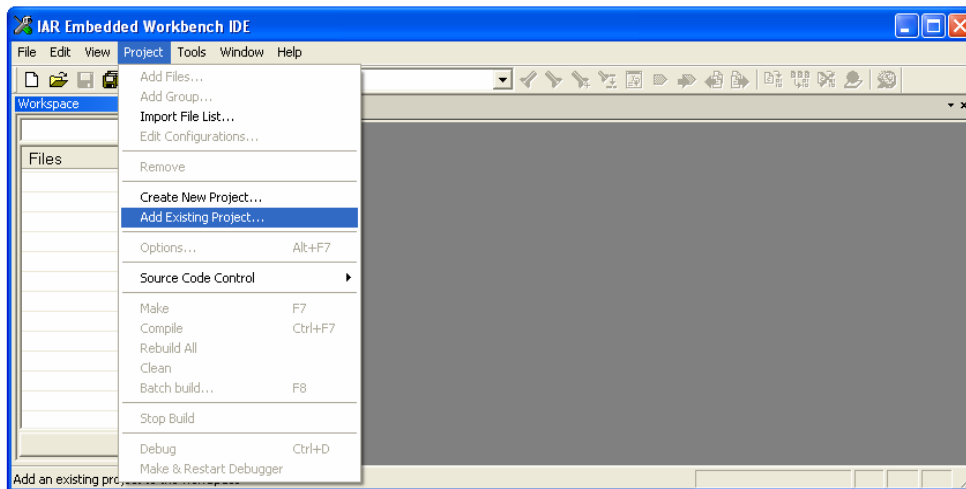 IAR Embedded Workbench IDE
File Edit View Project Tools Window Help
Workspace
Files
Add Files...
Add Group...
Import File List...
Edit Configurations...
Remove
Create New Project...
Add Existing Project...
Options... Alt+F7
Source Code Control
Make F7
Compile Ctrl+F7
Rebuild All
Clean
Batch build... F8
Stop Build
Debug Ctrl+D
Make & Restart Debugger
Add an existing